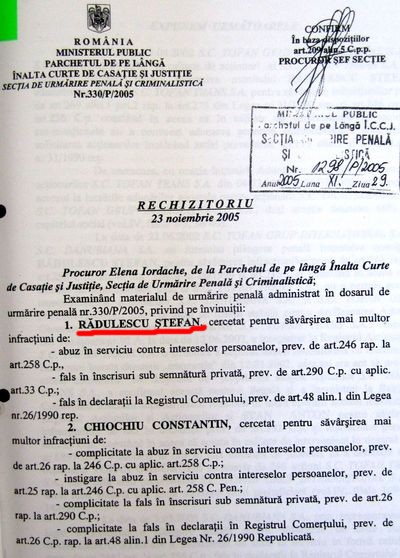 ROMÂNIA
MINISTERUL PUBLIC
PARCHETUL DE PE LÂNGĂ
ÎNALTA CURTE DE CASAŢIE ŞI JUSTIŢIE
SECŢIA DE URMĂRIRE PENALĂ ŞI CRIMINALISTICĂ
Nr.330/P/2005
CONFIRM
În baza dispoziţiilor
art.209 alin.5 C.p.p.
PROCUROR ŞEF SECŢIE
PUBLIC
Parchetul de pe lângă Î.C.C.J.
PENALĂ
ŞI
Nr. 1298/P/2005
Anul 2005 Luna XI. Ziua 29.
RECHIZITORIU
23 noiembrie 2005
Procuror Elena Iordache, de la Parchetul de pe lângă Înalta Curte
de Casaţie şi Justiţie, Secţia de Urmărire Penală şi Criminalistică;
Examinând materialul de urmărire penală administrat în dosarul de
urmărire penală nr.330/P/2005, privind pe învinuiţii:
1. RĂDULESCU ŞTEFAN, cercetat pentru săvârşirea mai multor
infracţiuni de:
- abuz în serviciu contra intereselor persoanelor, prev. de art.246 rap. la
art.258 C.p.,
- fals în înscrisuri sub semnătură privată, prev. de art.290 C.p. cu aplic.
art.33 C.p.;
- fals în declaraţii la Registrul Comerţului, prev. de art.48 alin.1 din Legea
nr.26/1990 rep.
2. CHIOCHIU CONSTANTIN, cercetat pentru săvârşirea mai
multor infracţiuni de:
- complicitate la abuz în serviciu contra intereselor persoanelor, prev.
de art.26 rap. la 246 C.p. cu aplic. art.258 C.p.;
- instigare la abuz în serviciu contra intereselor persoanelor, prev. de
art.25 rap. la art.246 C.p. cu aplic. art.258 C. Pen.;
- complicitate la fals în înscrisuri sub semnătură privată, prev. de art.26
rap. la art.290 C.p.;
- complicitate la fals în declaraţii în Registrul Comerţului, prev. de
art.26 C.p. rap. la art.48 alin.1 din Legea Nr. 26/1990 Republicată.